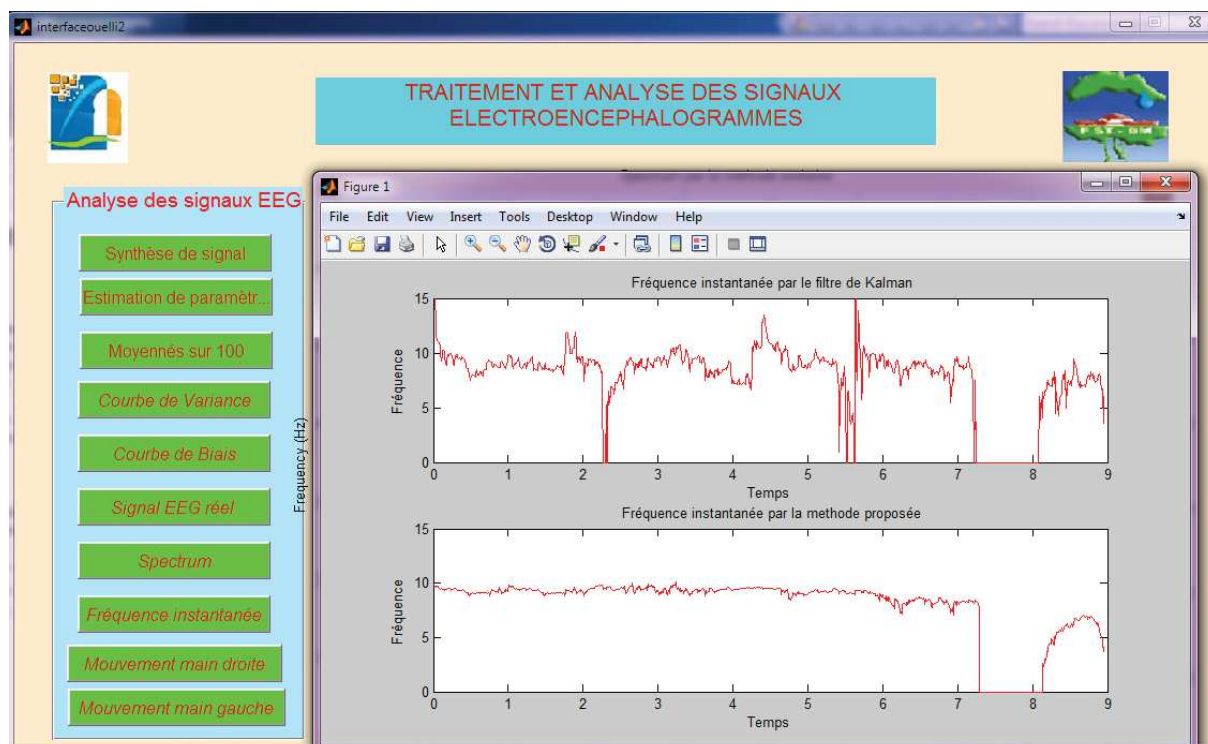 interfaceouelli2
TRAITEMENT ET ANALYSE DES SIGNAUX
ELECTROENCEPHALOGRAMMES
FST-BM
Analyse des signaux EEG
Synthèse de signal
Estimation de paramètr...
Moyennés sur 100
Courbe de Variance
Courbe de Biais
Signal EEG réel
Spectrum
Fréquence instantanée
Mouvement main droite
Mouvement main gauche
Frequency (Hz)
Figure 1
File Edit View Insert Tools Desktop Window Help
Fréquence instantanée par le filtre de Kalman
Fréquence
15
10
5
0
0 1 2 3 4 5 6 7 8 9
Temps
Fréquence instantanée par la methode proposée
Fréquence
15
10
5
0
0 1 2 3 4 5 6 7 8 9
Temps